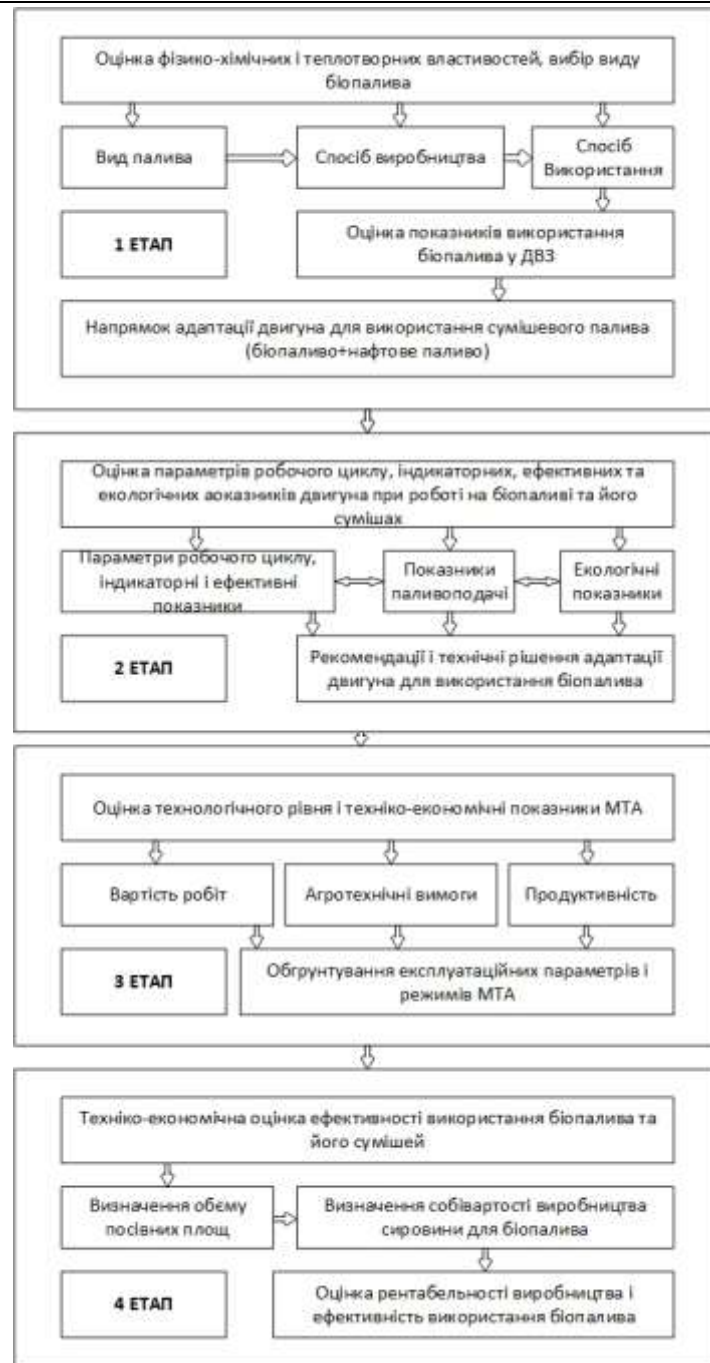 Оцінка фізико-хімічних і теплотворних властивостей, вибір виду
біопалива
Вид палива
Спосіб виробництва
Спосіб
Використання
1 ЕТАП
Оцінка показників використання
біопалива у ДВЗ
Напрямок адаптації двигуна для використання сумішевого палива
(біопаливо+нафтове паливо)
Оцінка параметрів робочого циклу, індикаторних, ефективних та
екологічних аоказників двигуна при роботі на біопаливі та його
сумішах
Параметри робочого циклу,
індикаторні і ефективні
показники
Показники
паливоподачі
Екологічні
показники
2 ЕТАП
Рекомендації і технічні рішення адаптації
двигуна для використання біопалива
Оцінка технологічного рівня і техніко-економічні показники МТА
Вартість робіт
Агротехнічні вимоги
Продуктивність
3 ЕТАП
Обгрунтування експлуатаційних параметрів і
режимів МТА
Техніко-економічна оцінка ефективності використання біопалива та
його сумішей
Визначення обєму
посівних площ
Визначення собівартості виробництва
сировини для біопалива
4 ЕТАП
Оцінка рентабельності виробництва і
ефективність використання біопалива